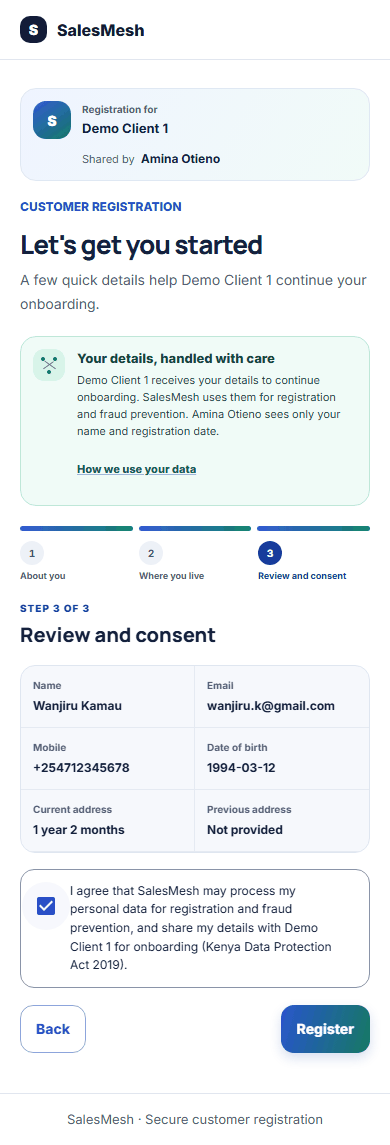 S SalesMesh
S
Registration for
Demo Client 1
Shared by Amina Otieno
CUSTOMER REGISTRATION
Let's get you started
A few quick details help Demo Client 1 continue your
onboarding.
Your details, handled with care
Demo Client 1 receives your details to continue
onboarding. SalesMesh uses them for registration
and fraud prevention. Amina Otieno sees only your
name and registration date.
How we use your data
1 2 3
About you Where you live Review and consent
STEP 3 OF 3
Review and consent
Name Email
Wanjiru Kamau wanjiru.k@gmail.com
Mobile Date of birth
+254712345678 1994-03-12
Current address Previous address
1 year 2 months Not provided
I agree that SalesMesh may process my
personal data for registration and fraud
prevention, and share my details with Demo
Client 1 for onboarding (Kenya Data Protection
Act 2019).
Back Register
SalesMesh · Secure customer registration